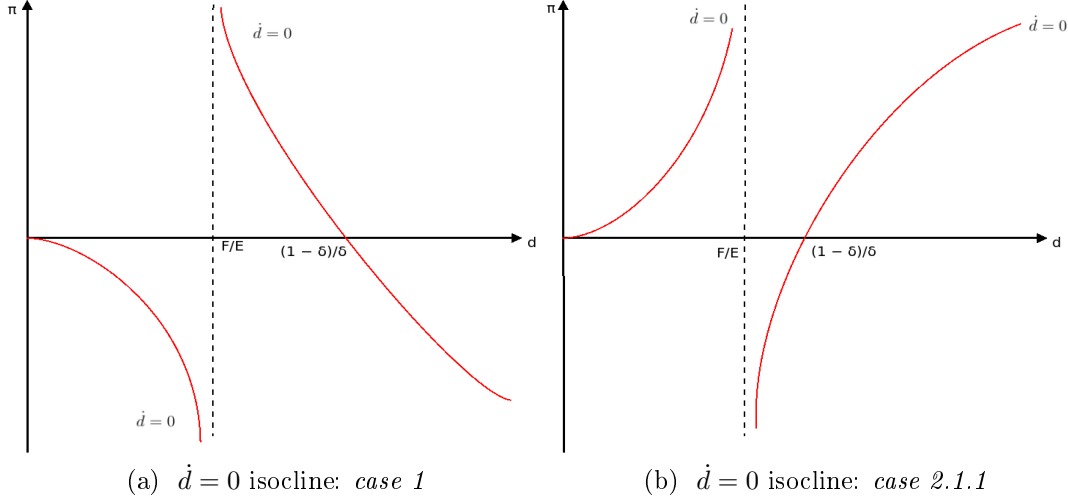 π
ḋ = 0
F/E
(1 − δ)/δ
d
ḋ = 0
(a) ḋ = 0 isocline: case 1
π
ḋ = 0
ḋ = 0
F/E
(1 − δ)/δ
d
(b) ḋ = 0 isocline: case 2.1.1